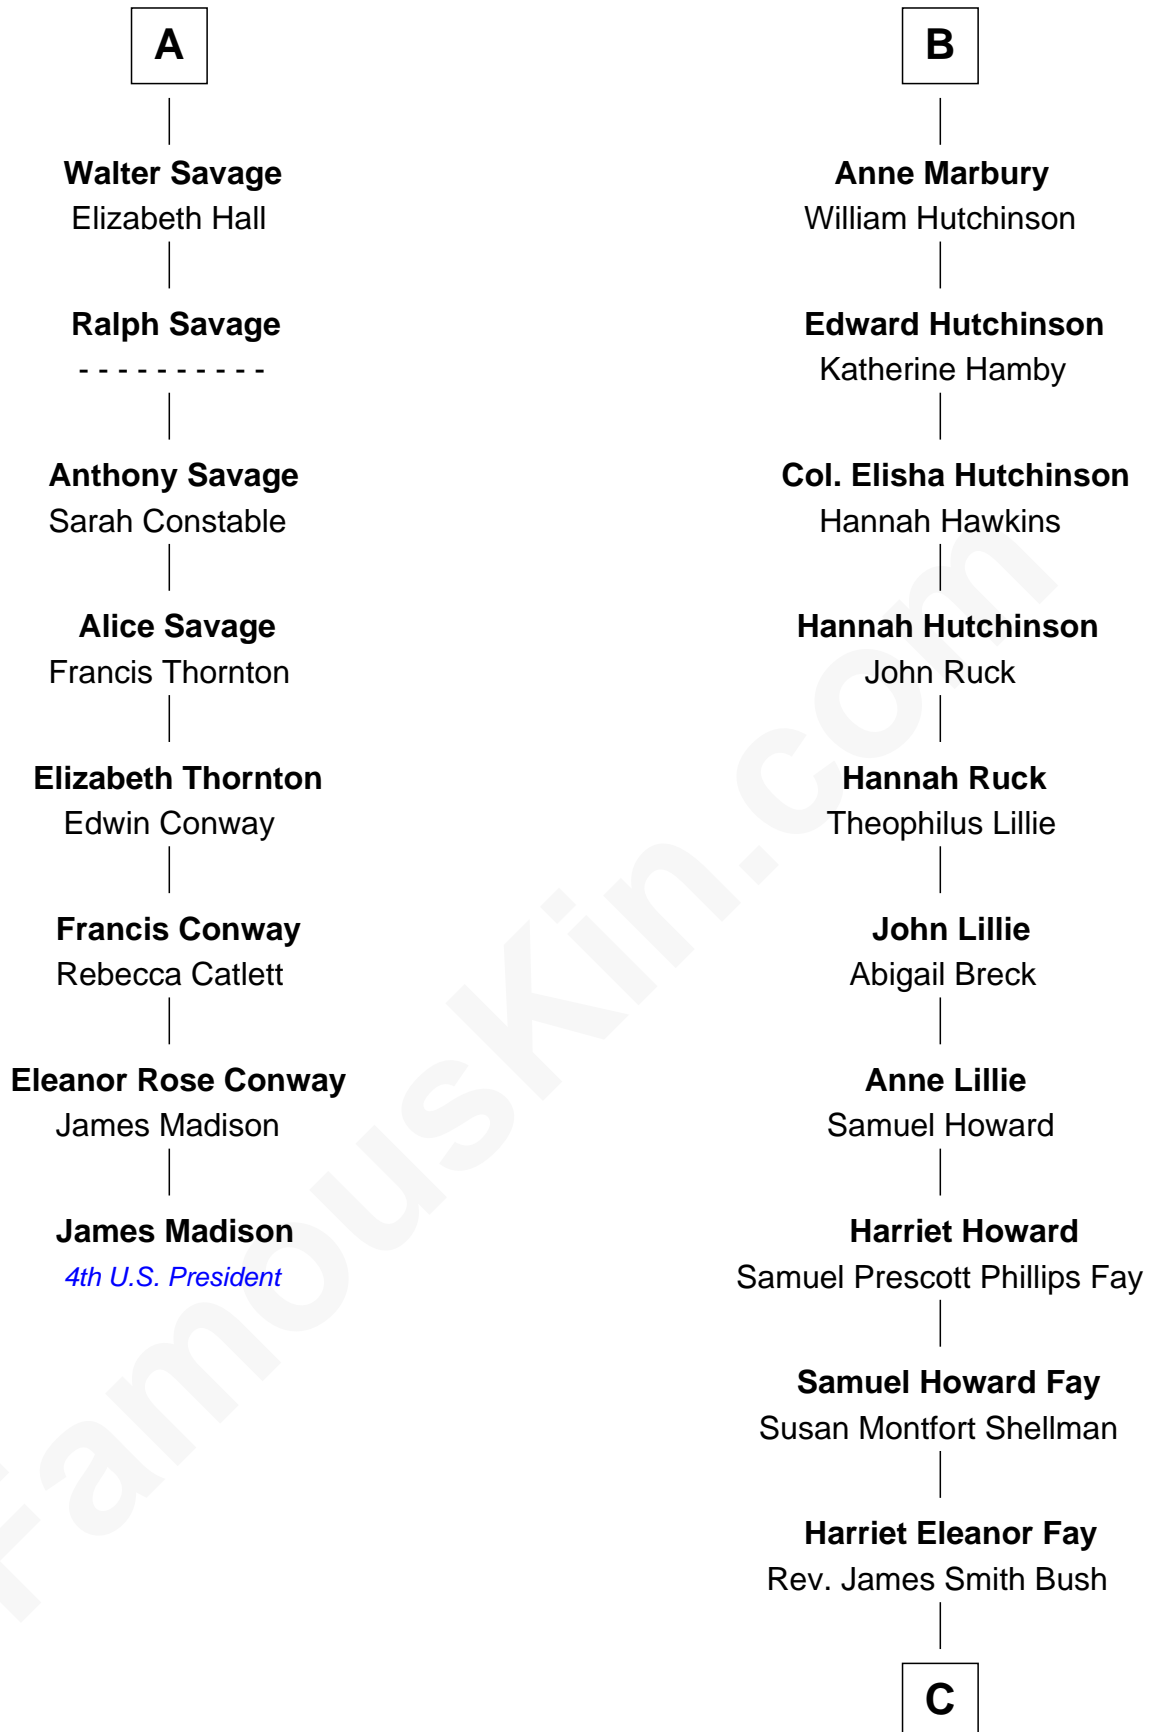 A
Walter Savage
Elizabeth Hall
Ralph Savage
- - - - - - - - - -
Anthony Savage
Sarah Constable
Alice Savage
Francis Thornton
Elizabeth Thornton
Edwin Conway
Francis Conway
Rebecca Catlett
Eleanor Rose Conway
James Madison
James Madison
4th U.S. President
B
Anne Marbury
William Hutchinson
Edward Hutchinson
Katherine Hamby
Col. Elisha Hutchinson
Hannah Hawkins
Hannah Hutchinson
John Ruck
Hannah Ruck
Theophilus Lillie
John Lillie
Abigail Breck
Anne Lillie
Samuel Howard
Harriet Howard
Samuel Prescott Phillips Fay
Samuel Howard Fay
Susan Montfort Shellman
Harriet Eleanor Fay
Rev. James Smith Bush
C
FamousKin.com